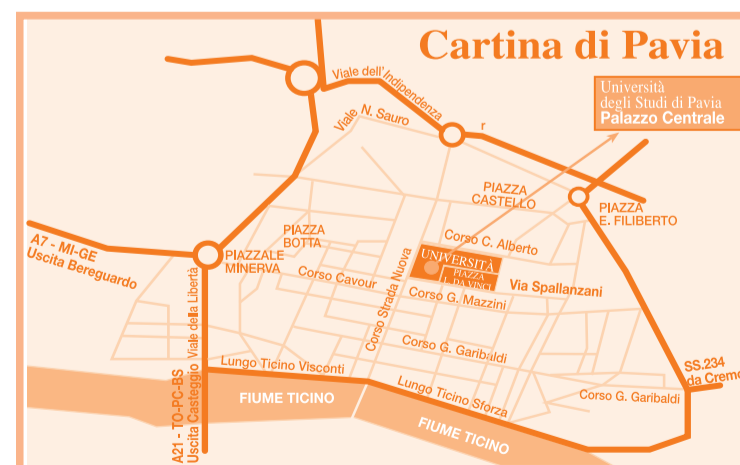 Cartina di Pavia
Viale dell'Indipendenza
Università
degli Studi di Pavia
Palazzo Centrale
Viale N. Sauro
r
PIAZZA
CASTELLO
PIAZZA
E. FILIBERTO
PIAZZA
BOTTA
A7 - MI-GE
Uscita Bereguardo
PIAZZALE
MINERVA
Corso C. Alberto
UNIVERSITÀ
PIAZZA
L. DA VINCI
Via Spallanzani
Corso Cavour
Corso Strada Nuova
Corso G. Mazzini
Viale della Libertà
Corso G. Garibaldi
Lungo Ticino Visconti
SS.234
da Cremo
Lungo Ticino Sforza
Corso G. Garibaldi
FIUME TICINO
FIUME TICINO
A21 - TO-PC-BS
Uscita Casteggio